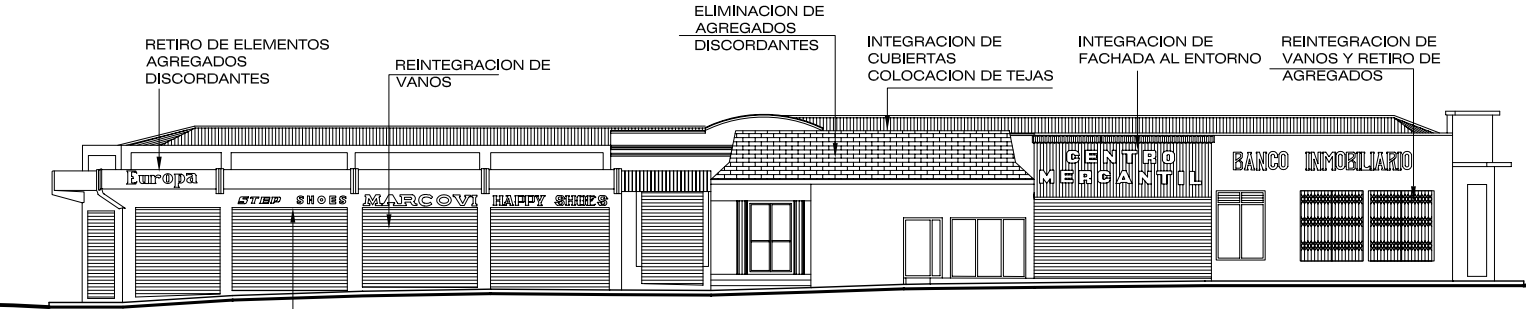 RETIRO DE ELEMENTOS
AGREGADOS
DISCORDANTES
REINTEGRACION DE
VANOS
ELIMINACION DE
AGREGADOS
DISCORDANTES
INTEGRACION DE
CUBIERTAS
COLOCACION DE TEJAS
INTEGRACION DE
FACHADA AL ENTORNO
REINTEGRACION DE
VANOS Y RETIRO DE
AGREGADOS
Europa
STEP SHOES
MARCOVI
HAPPY SHOES
CENTRO
MERCANTIL
BANCO INMOBILIARIO